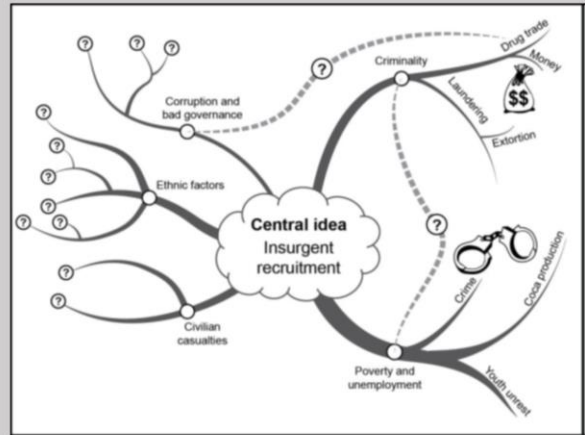 Central idea
Insurgent
recruitment
Corruption and
bad governance
?
?
?
Ethnic factors
?
?
?
?
?
?
Civilian
casualties
?
?
?
Criminality
Drug trade
Money
Laundering
$$
Extortion
?
Poverty and
unemployment
Crime
Coca production
Youth unrest